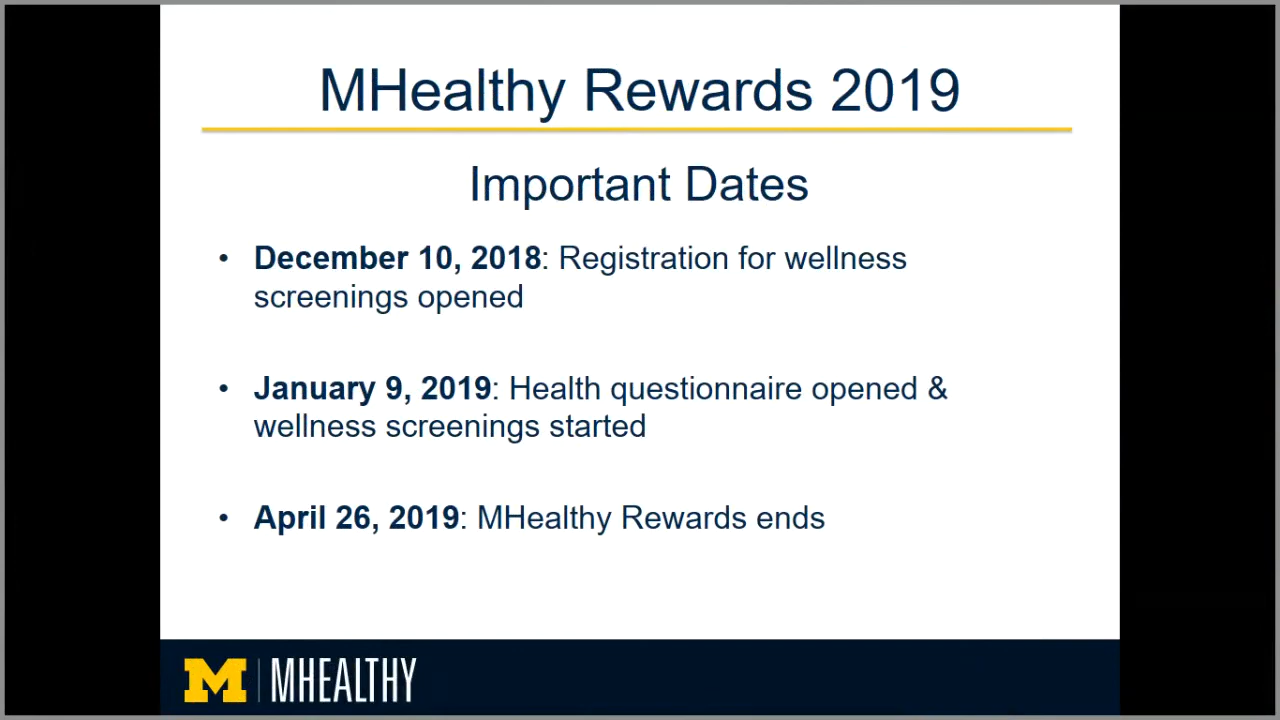 MHealthy Rewards 2019
Important Dates
• December 10, 2018: Registration for wellness
screenings opened
• January 9, 2019: Health questionnaire opened &
wellness screenings started
• April 26, 2019: MHealthy Rewards ends
M | MHEALTHY